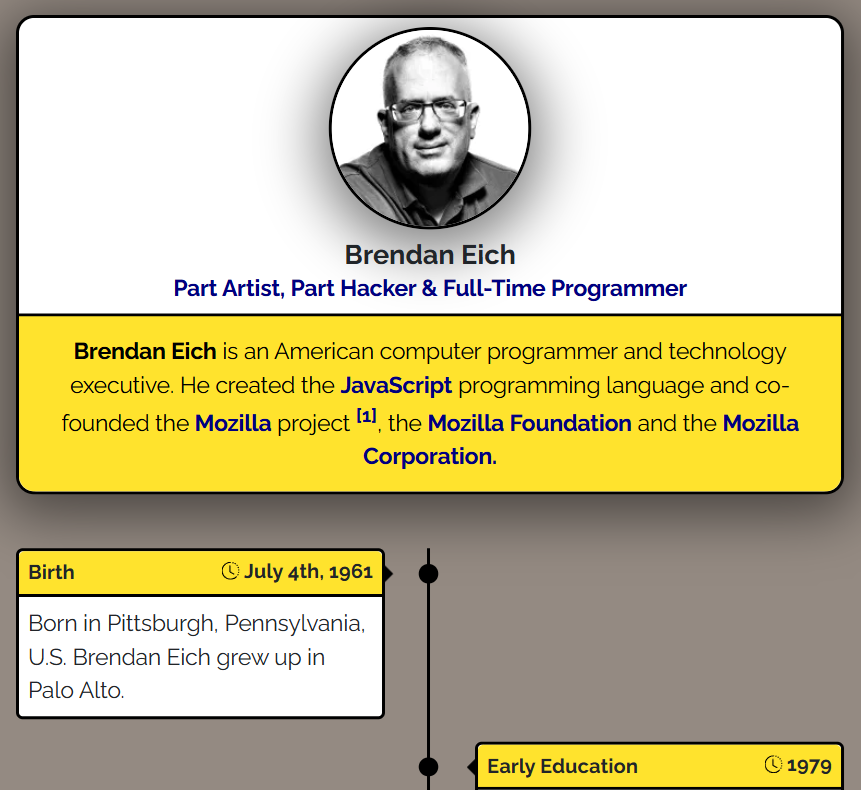 Brendan Eich
Part Artist, Part Hacker & Full-Time Programmer
Brendan Eich is an American computer programmer and technology
executive. He created the JavaScript programming language and co-
founded the Mozilla project [1], the Mozilla Foundation and the Mozilla
Corporation.
Birth July 4th, 1961
Born in Pittsburgh, Pennsylvania,
U.S. Brendan Eich grew up in
Palo Alto.
Early Education 1979